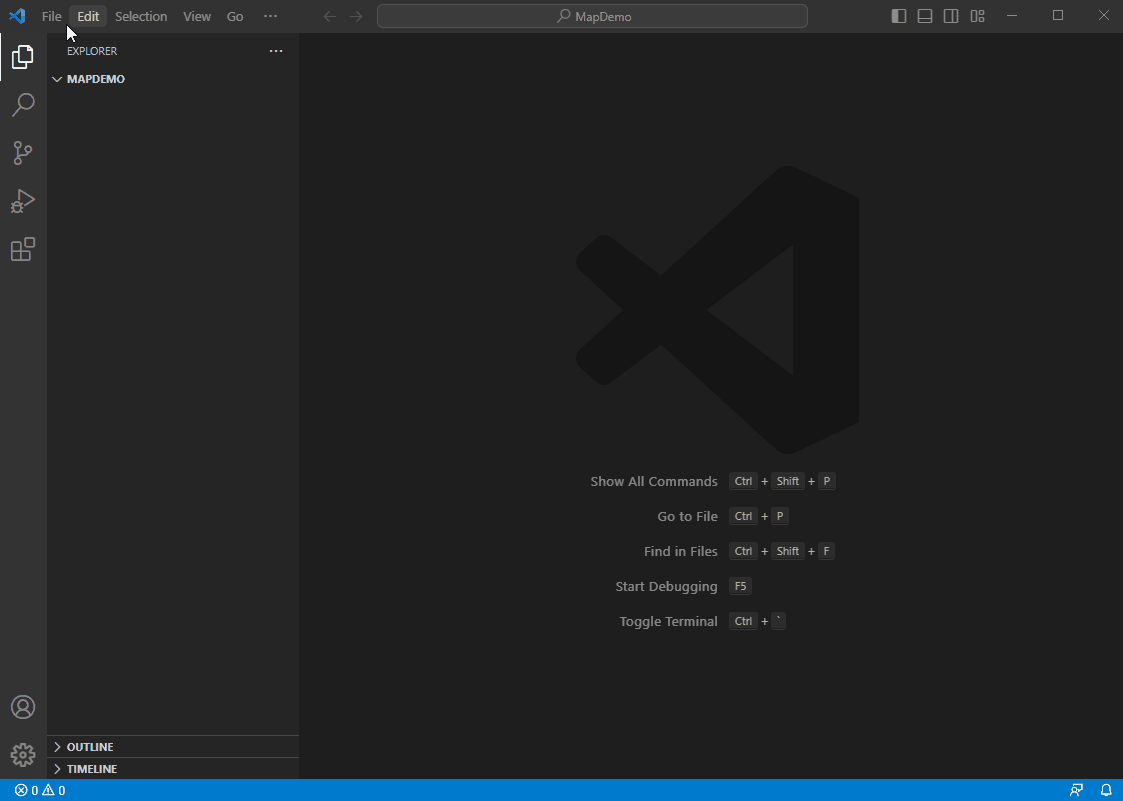 File Edit Selection View Go ···
MapDemo
EXPLORER ···
MAPDEMO
Show All Commands Ctrl + Shift + P
Go to File Ctrl + P
Find in Files Ctrl + Shift + F
Start Debugging F5
Toggle Terminal Ctrl + `
OUTLINE
TIMELINE
0 0